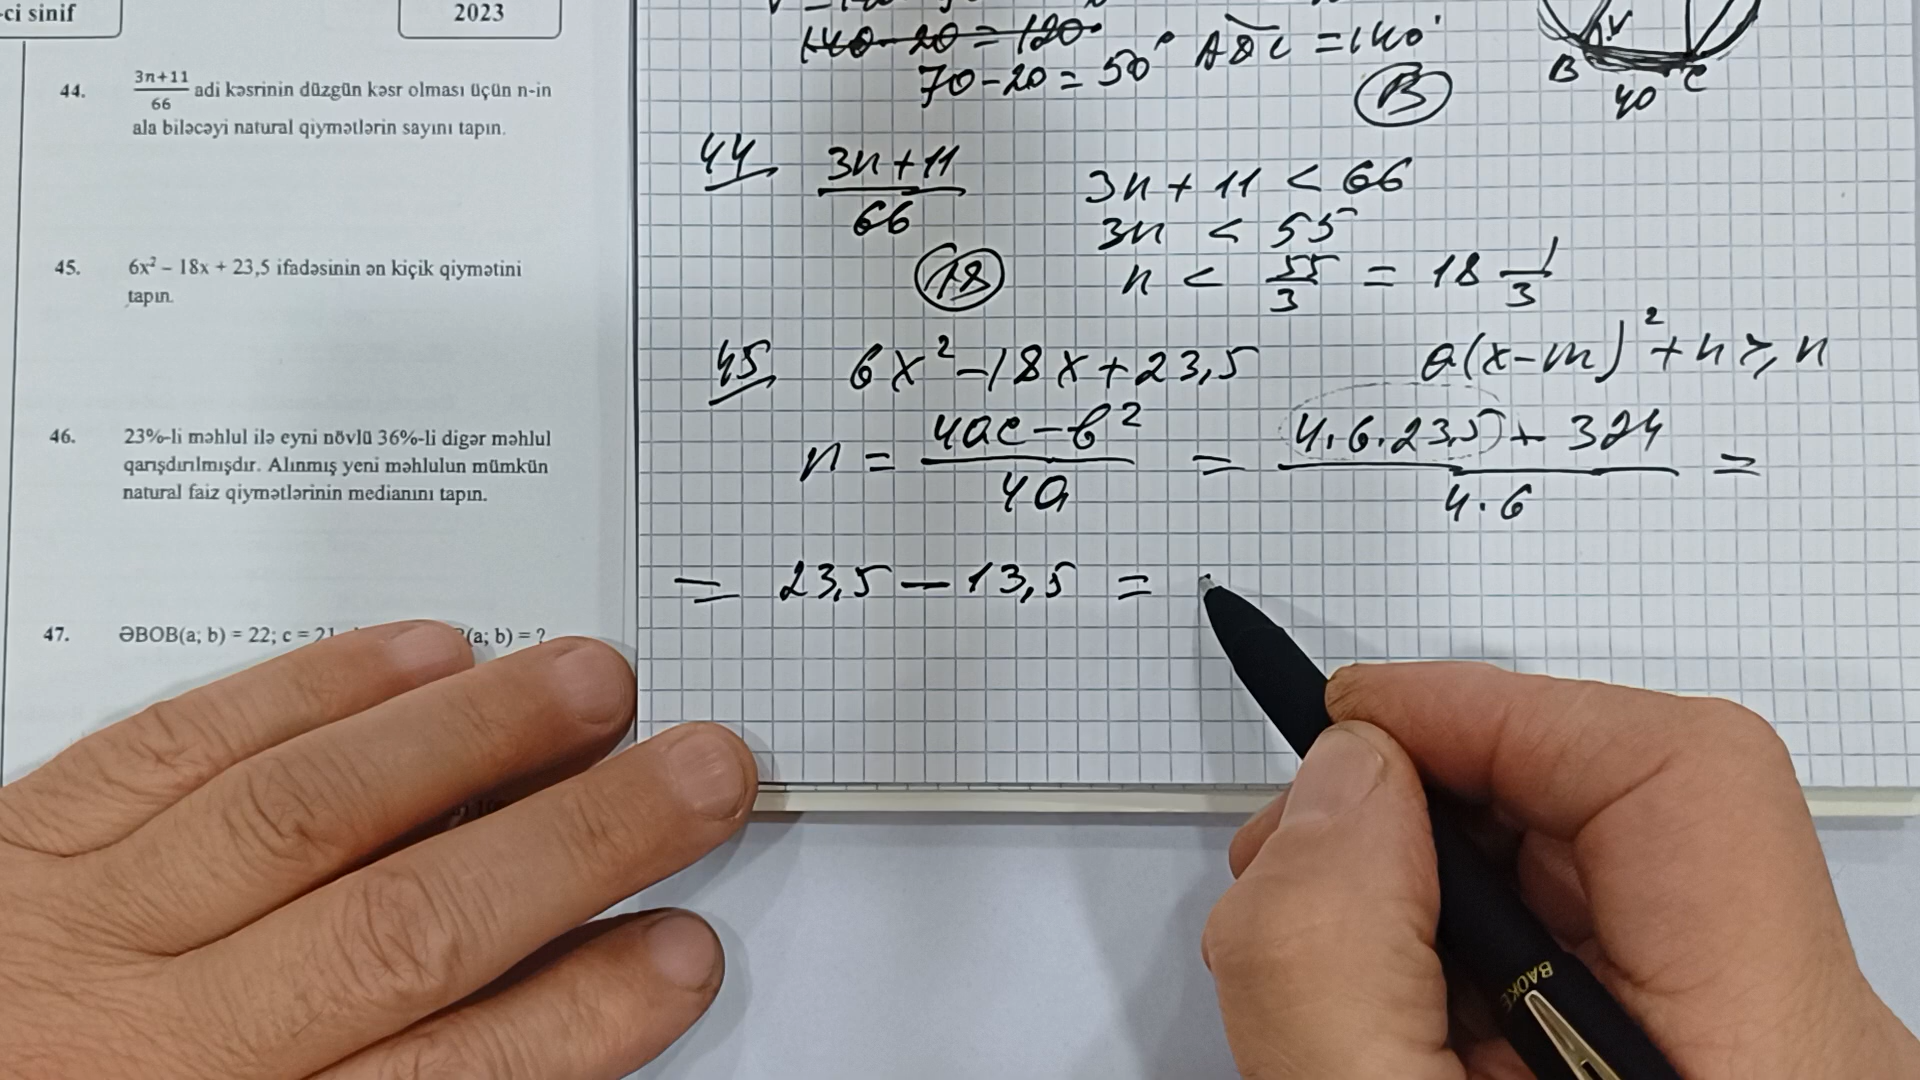 -ci sinif
2023
44. 3n+11/66 adi kəsrinin düzgün kəsr olması üçün n-in
ala biləcəyi natural qiymətlərin sayını tapın.
45. 6x² – 18x + 23,5 ifadəsinin ən kiçik qiymətini
tapın.
46. 23%-li məhlul ilə eyni növlü 36%-li digər məhlul
qarışdırılmışdır. Alınmış yeni məhlulun mümkün
natural faiz qiymətlərinin medianını tapın.
47. ƏBOB(a; b) = 22; c = 21 (a; b) = ?
140-20=120°
70-20=50° ABC=140°
B
B C
40
44 3n+11/66 3n+11<66
3n < 55
18 n < 55/3 = 18 1/3
45 6x²-18x+23,5 a(x-m)²+n≥n
n = 4ac-b²/4a = 4.6.23,5+324/4.6 =
= 23,5-13,5 =
BAOKE